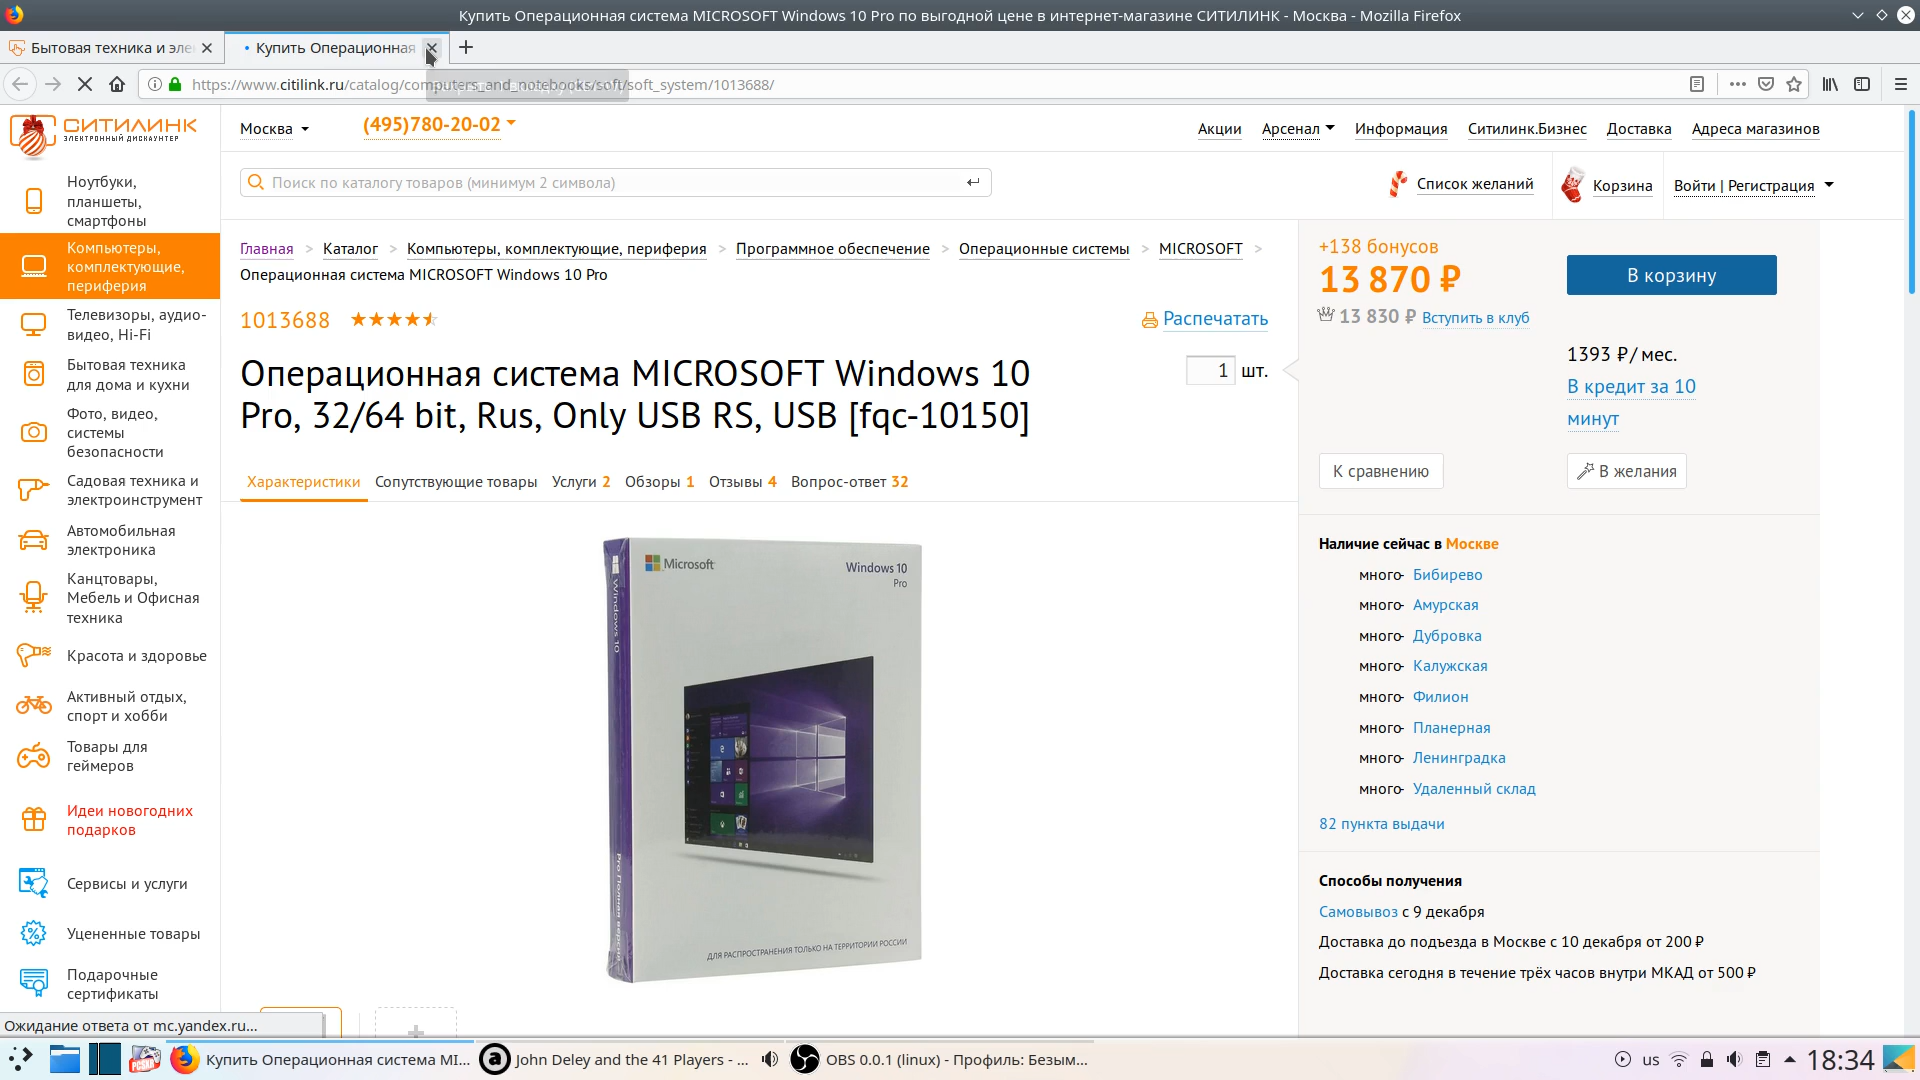 Купить Операционная система MICROSOFT Windows 10 Pro по выгодной цене в интернет-магазине СИТИЛИНК - Москва - Mozilla Firefox
Бытовая техника и эле
Купить Операционная
https://www.citilink.ru/catalog/computers_and_notebooks/soft/soft_system/1013688/
СИТИЛИНК
ЭЛЕКТРОННЫЙ ДИСКАУНТЕР
Москва
(495)780-20-02
Акции
Арсенал
Информация
Ситилинк.Бизнес
Доставка
Адреса магазинов
Поиск по каталогу товаров (минимум 2 символа)
Список желаний
Корзина
Войти | Регистрация
Ноутбуки,
планшеты,
смартфоны
Компьютеры,
комплектующие,
периферия
Телевизоры, аудио-
видео, Hi-Fi
Бытовая техника
для дома и кухни
Фото, видео,
системы
безопасности
Садовая техника и
электроинструмент
Автомобильная
электроника
Канцтовары,
Мебель и Офисная
техника
Красота и здоровье
Активный отдых,
спорт и хобби
Товары для
геймеров
Идеи новогодних
подарков
Сервисы и услуги
Уцененные товары
Подарочные
сертификаты
Главная > Каталог > Компьютеры, комплектующие, периферия > Программное обеспечение > Операционные системы > MICROSOFT >
Операционная система MICROSOFT Windows 10 Pro
1013688
Распечатать
Операционная система MICROSOFT Windows 10
Pro, 32/64 bit, Rus, Only USB RS, USB [fqc-10150]
1 шт.
Характеристики
Сопутствующие товары
Услуги 2
Обзоры 1
Отзывы 4
Вопрос-ответ 32
Microsoft
Windows 10
Pro
Windows 10
Pro Полная версия
ДЛЯ РАСПРОСТРАНЕНИЯ ТОЛЬКО НА ТЕРРИТОРИИ РОССИИ
+138 бонусов
13 870 ₽
13 830 ₽ Вступить в клуб
В корзину
1393 ₽/ мес.
В кредит за 10
минут
К сравнению
В желания
Наличие сейчас в Москве
много- Бибирево
много- Амурская
много- Дубровка
много- Калужская
много- Филион
много- Планерная
много- Ленинградка
много- Удаленный склад
82 пункта выдачи
Способы получения
Самовывоз с 9 декабря
Доставка до подъезда в Москве с 10 декабря от 200 ₽
Доставка сегодня в течение трёх часов внутри МКАД от 500 ₽
Ожидание ответа от mc.yandex.ru...
Купить Операционная система MI...
John Deley and the 41 Players - ...
OBS 0.0.1 (linux) - Профиль: Безым...
us
18:34